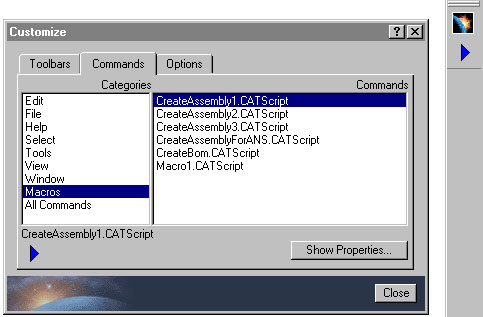 Customize
Toolbars
Commands
Options
Categories
Commands
Edit
File
Help
Select
Tools
View
Window
Macros
All Commands
CreateAssembly1.CATScript
CreateAssembly2.CATScript
CreateAssembly3.CATScript
CreateAssemblyForANS.CATScript
CreateBom.CATScript
Macro1.CATScript
CreateAssembly1.CATScript
Show Properties...
Close